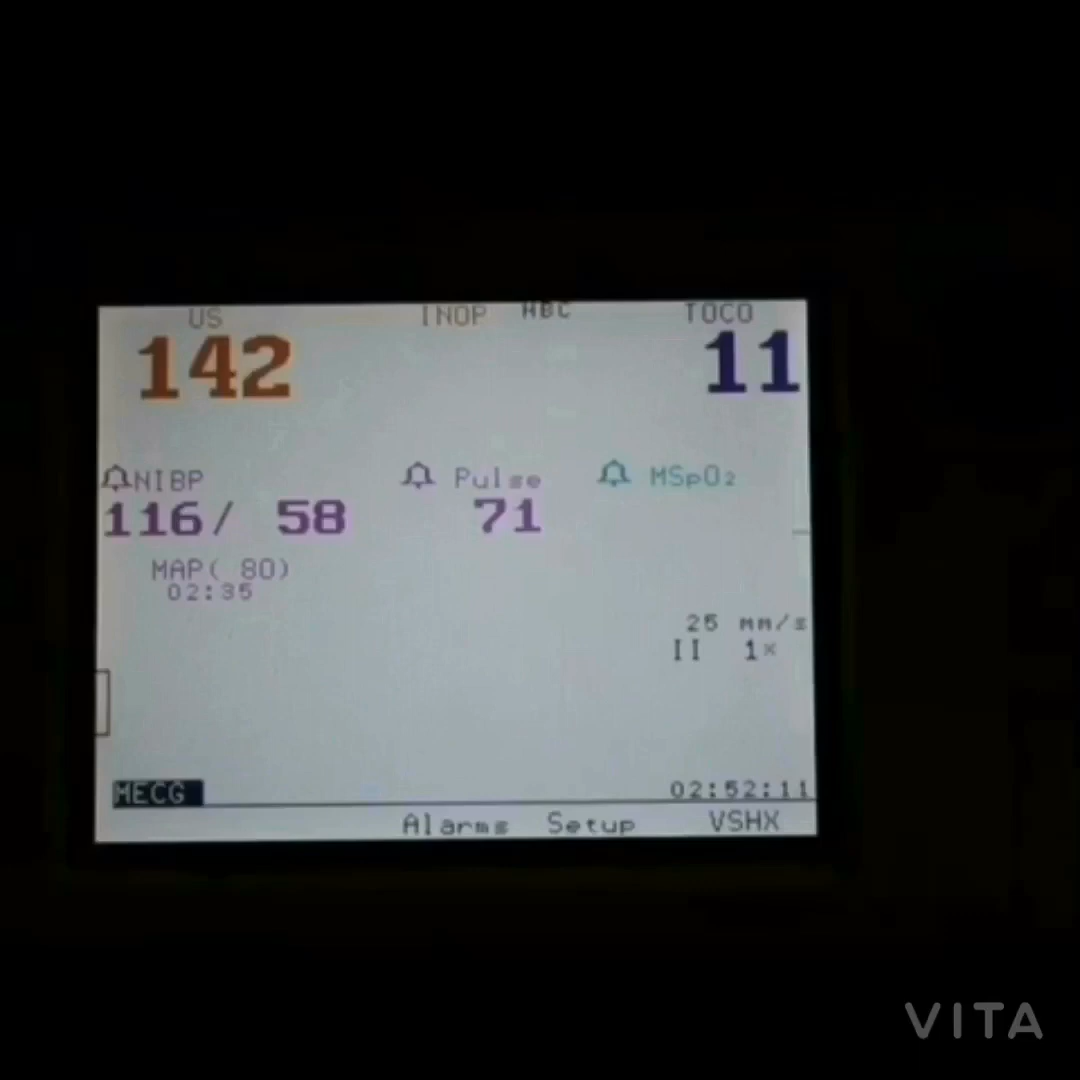 US INOP HBC TOCO
142 11
NIBP Pulse MSpO₂
116/ 58 71
MAP( 80)
02:35
25 mm/s
II 1x
MECG 02:52:11
Alarms Setup VSHX
VITA